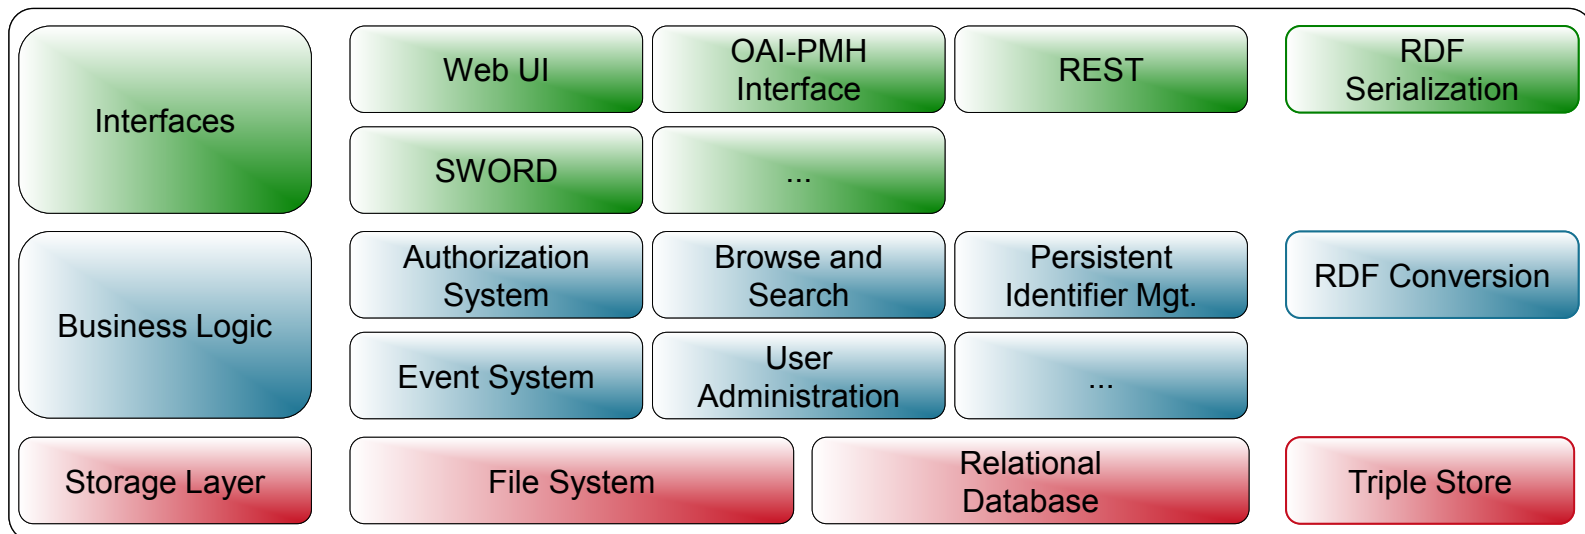 Interfaces
Web UI
OAI-PMH
Interface
REST
RDF
Serialization
SWORD
...
Business Logic
Authorization
System
Browse and
Search
Persistent
Identifier Mgt.
RDF Conversion
Event System
User
Administration
...
Storage Layer
File System
Relational
Database
Triple Store